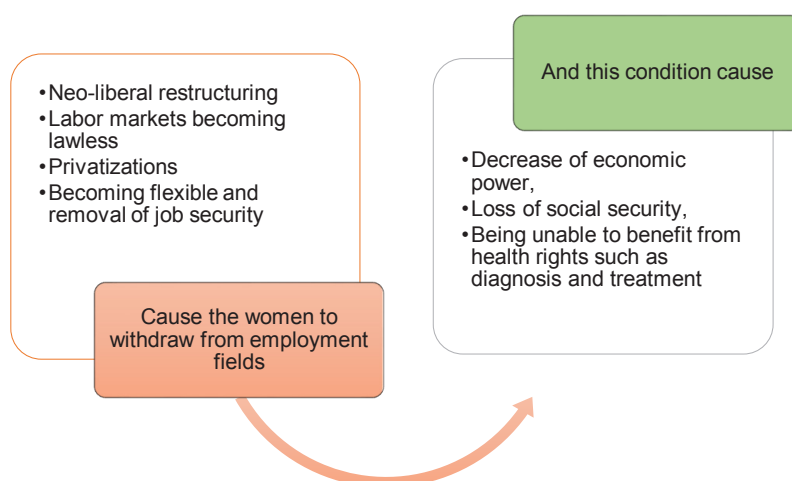 •Neo-liberal restructuring
•Labor markets becoming
lawless
•Privatizations
•Becoming flexible and
removal of job security
Cause the women to
withdraw from employment
fields
And this condition cause
•Decrease of economic
power,
•Loss of social security,
•Being unable to benefit from
health rights such as
diagnosis and treatment